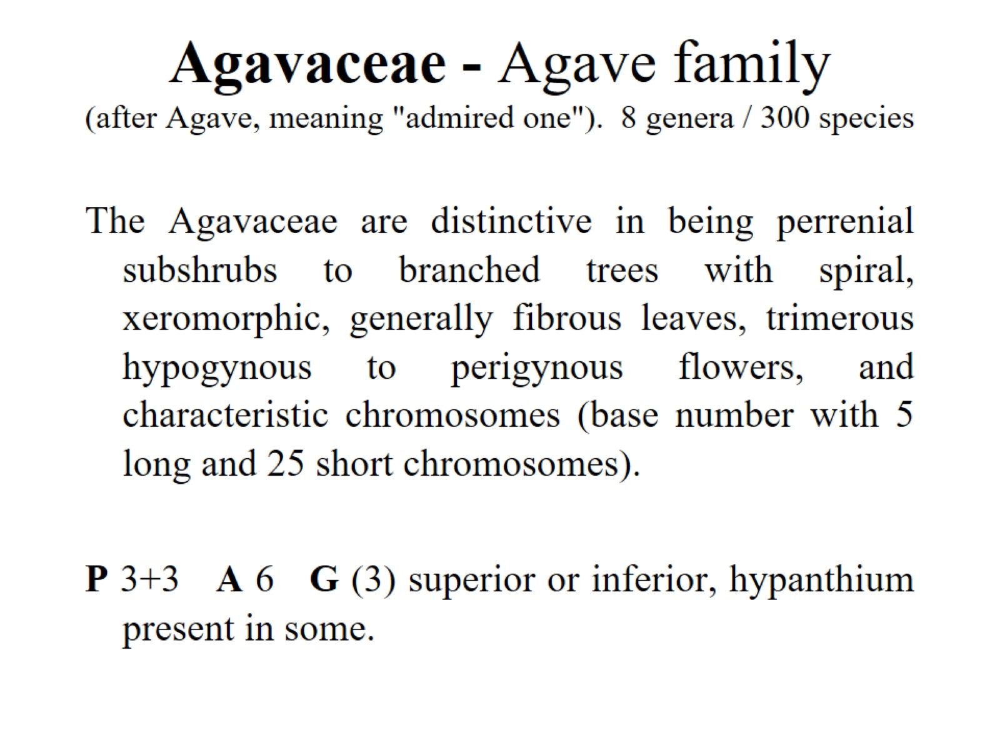 Agavaceae - Agave family
(after Agave, meaning "admired one").  8 genera / 300 species
The Agavaceae are distinctive in being perrenial
subshrubs to branched trees with spiral,
xeromorphic, generally fibrous leaves, trimerous
hypogynous to perigynous flowers, and
characteristic chromosomes (base number with 5
long and 25 short chromosomes).
P 3+3   A 6   G (3) superior or inferior, hypanthium
present in some.